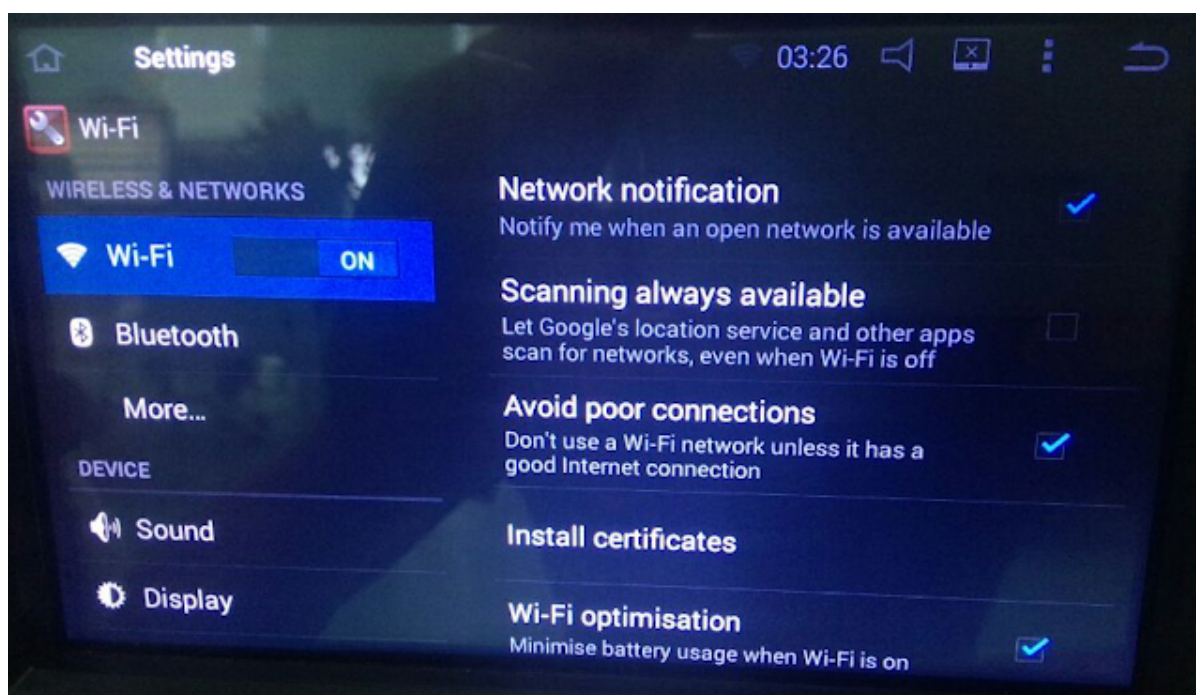 Settings
03:26
Wi-Fi
WIRELESS & NETWORKS
Wi-Fi ON
Bluetooth
More...
DEVICE
Sound
Display
Network notification
Notify me when an open network is available
Scanning always available
Let Google's location service and other apps
scan for networks, even when Wi-Fi is off
Avoid poor connections
Don't use a Wi-Fi network unless it has a
good Internet connection
Install certificates
Wi-Fi optimisation
Minimise battery usage when Wi-Fi is on